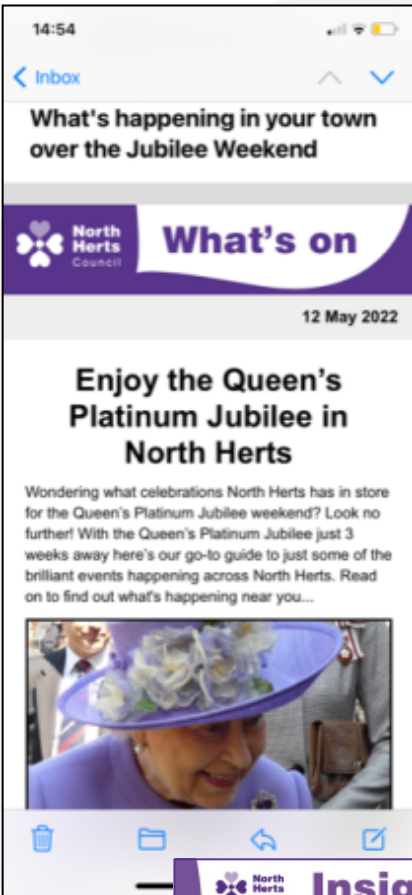 14:54
Inbox
What's happening in your town
over the Jubilee Weekend
North
Herts
Council
What's on
12 May 2022
Enjoy the Queen's
Platinum Jubilee in
North Herts
Wondering what celebrations North Herts has in store
for the Queen's Platinum Jubilee weekend? Look no
further! With the Queen's Platinum Jubilee just 3
weeks away here's our go-to guide to just some of the
brilliant events happening across North Herts. Read
on to find out what's happening near you...
North
Herts